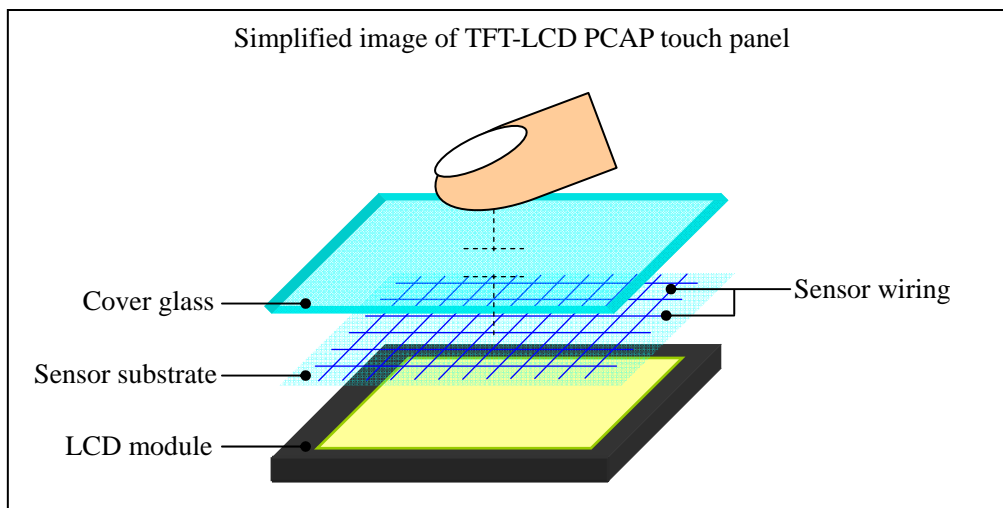 Simplified image of TFT-LCD PCAP touch panel
Cover glass
Sensor wiring
Sensor substrate
LCD module